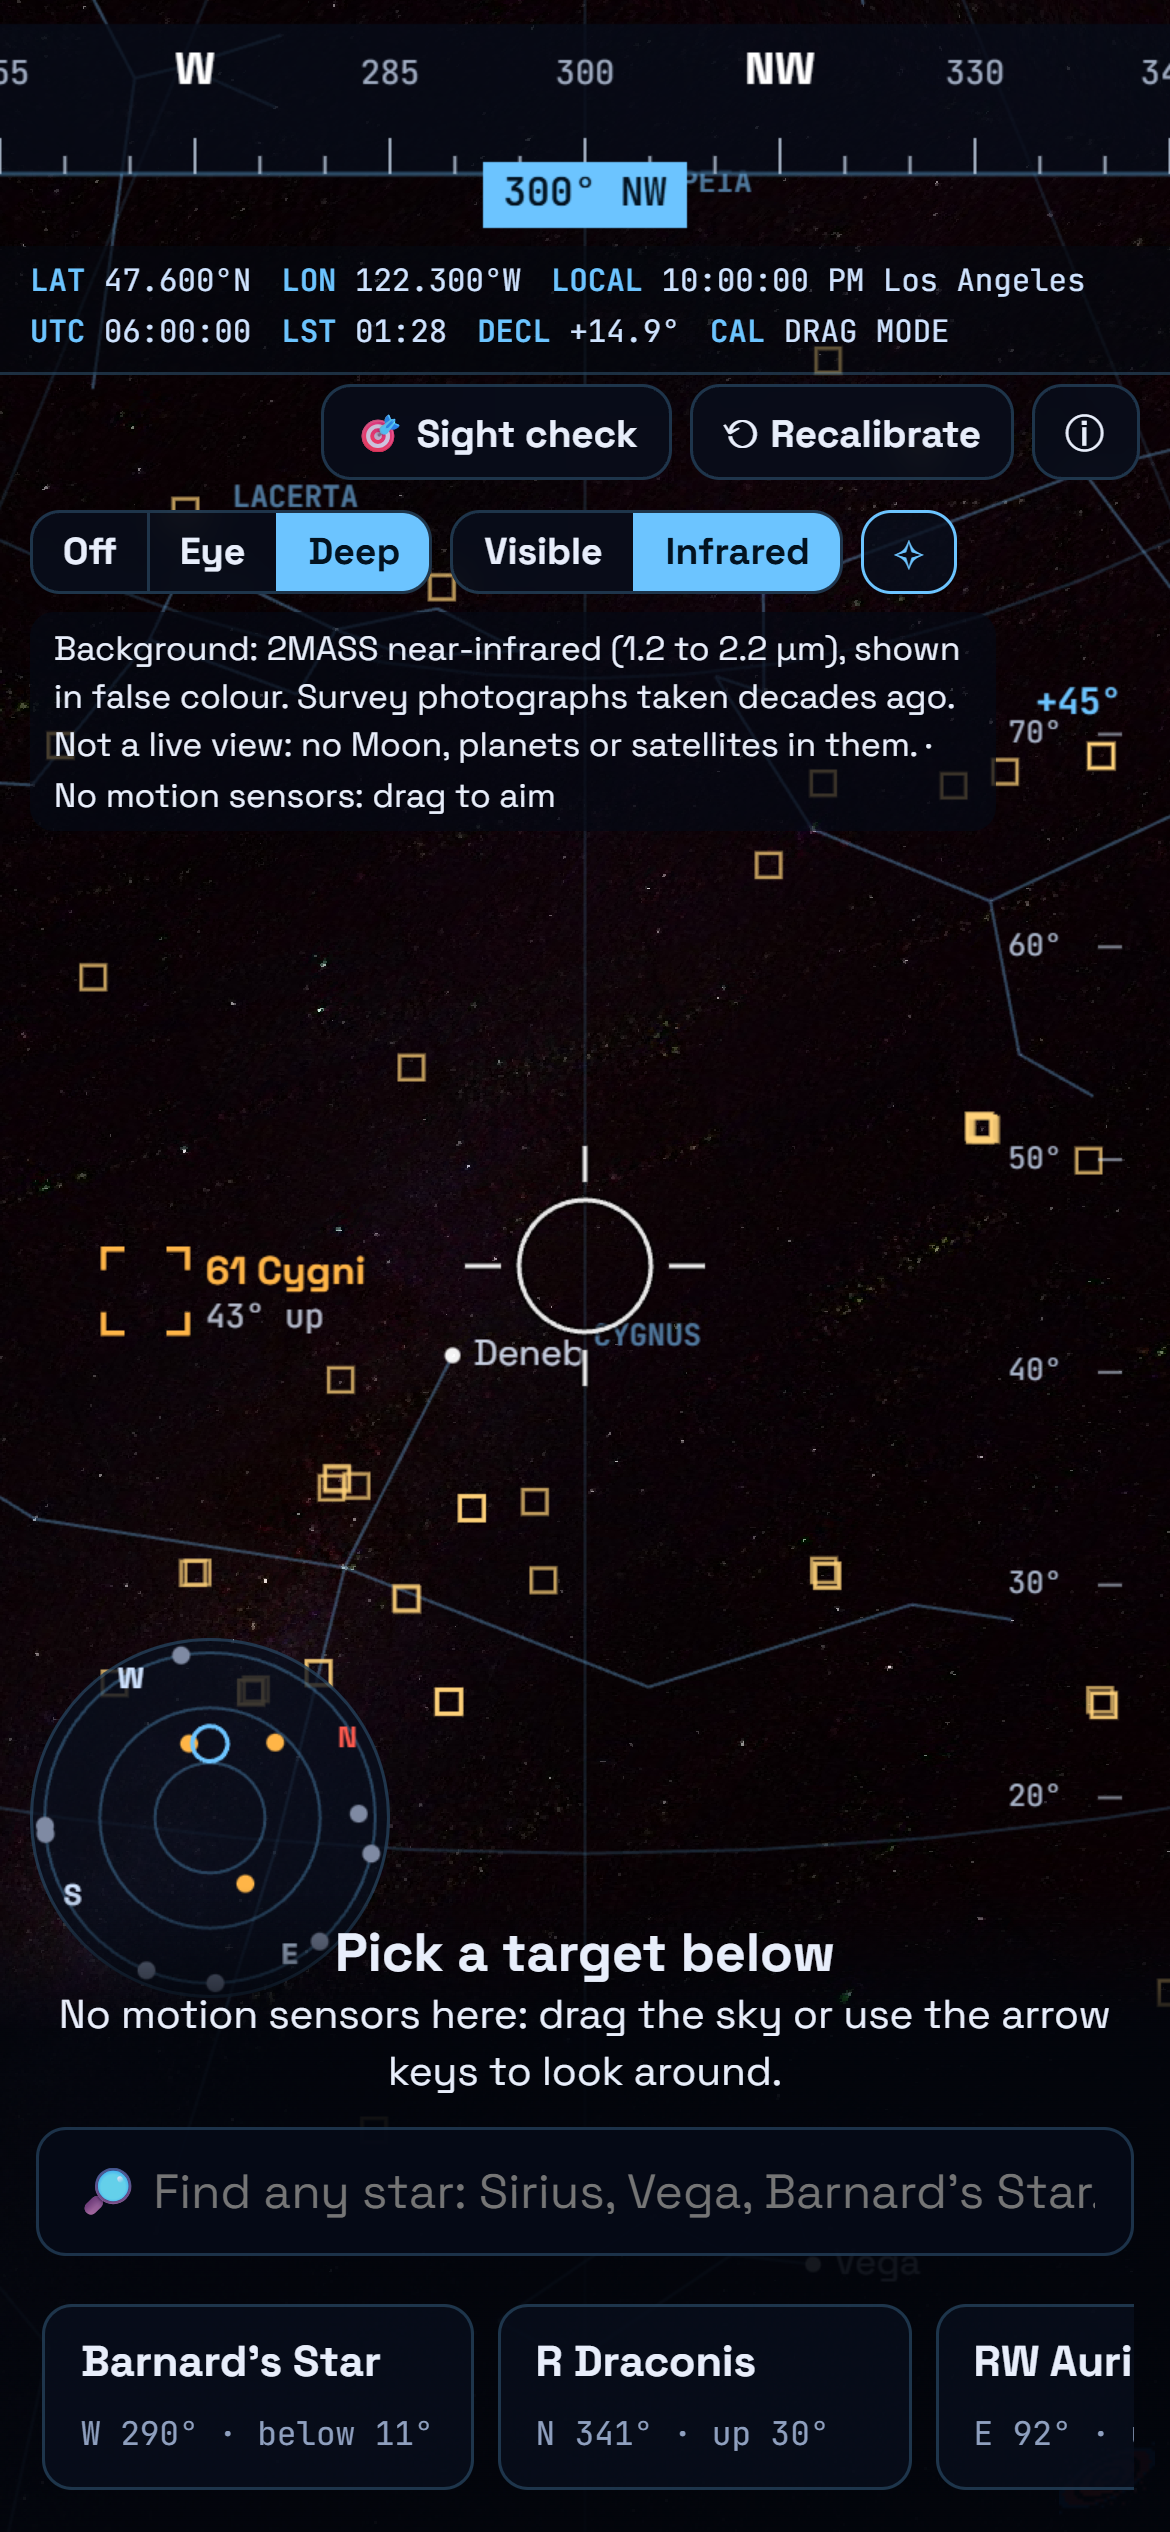 W 285 300 NW 330
300° NW
LAT 47.600°N LON 122.300°W LOCAL 10:00:00 PM Los Angeles
UTC 06:00:00 LST 01:28 DECL +14.9° CAL DRAG MODE
🎯 Sight check
Recalibrate
LACERTA
Off Eye Deep Visible Infrared
Background: 2MASS near-infrared (1.2 to 2.2 µm), shown
in false colour. Survey photographs taken decades ago.
Not a live view: no Moon, planets or satellites in them. ·
No motion sensors: drag to aim
+45°
70°
60°
50°
61 Cygni
43° up
CYGNUS
Deneb
40°
30°
20°
W
N
S
E
Pick a target below
No motion sensors here: drag the sky or use the arrow
keys to look around.
🔎 Find any star: Sirius, Vega, Barnard's Star.
Vega
Barnard's Star
W 290° · below 11°
R Draconis
N 341° · up 30°
RW Auri
E 92° ·